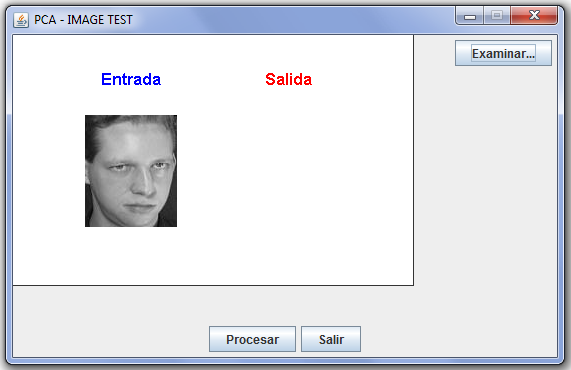 PCA - IMAGE TEST
Examinar...
Entrada
Salida
Procesar
Salir